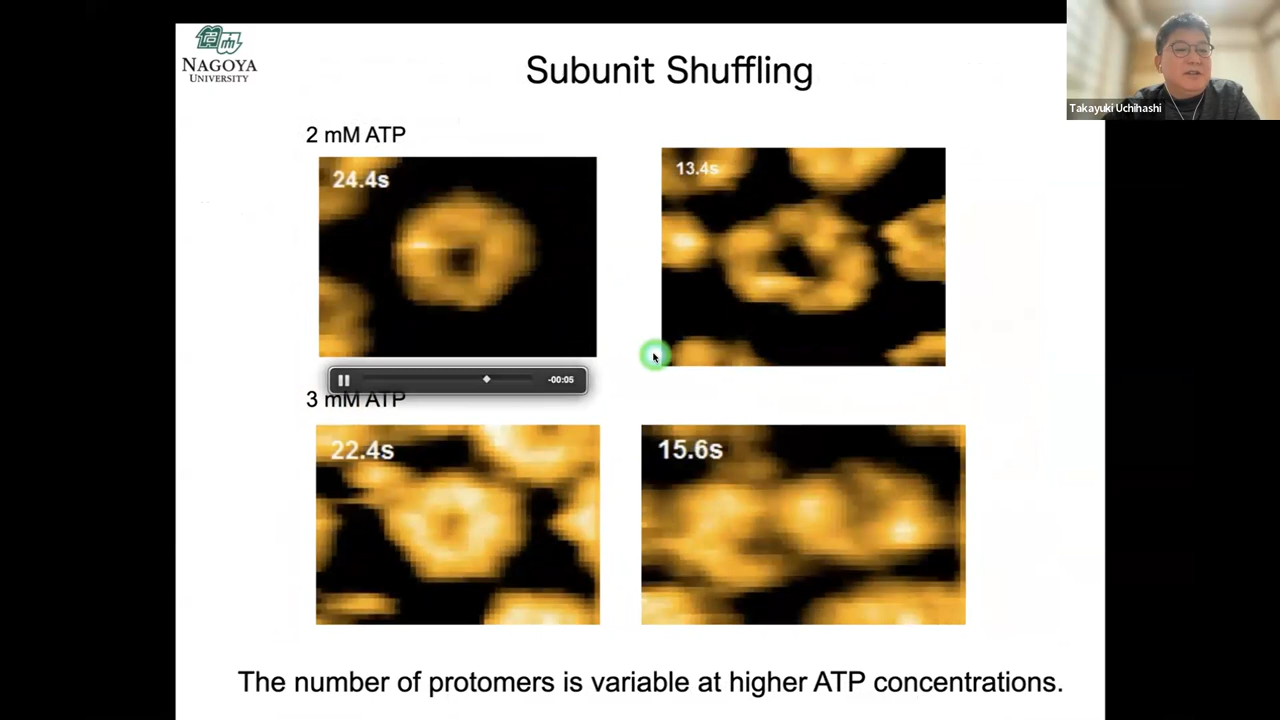 NAGOYA
UNIVERSITY
Subunit Shuffling
Takayuki Uchihashi
2 mM ATP
24.4s
13.4s
-00:05
3 mM ATP
22.4s
15.6s
The number of protomers is variable at higher ATP concentrations.